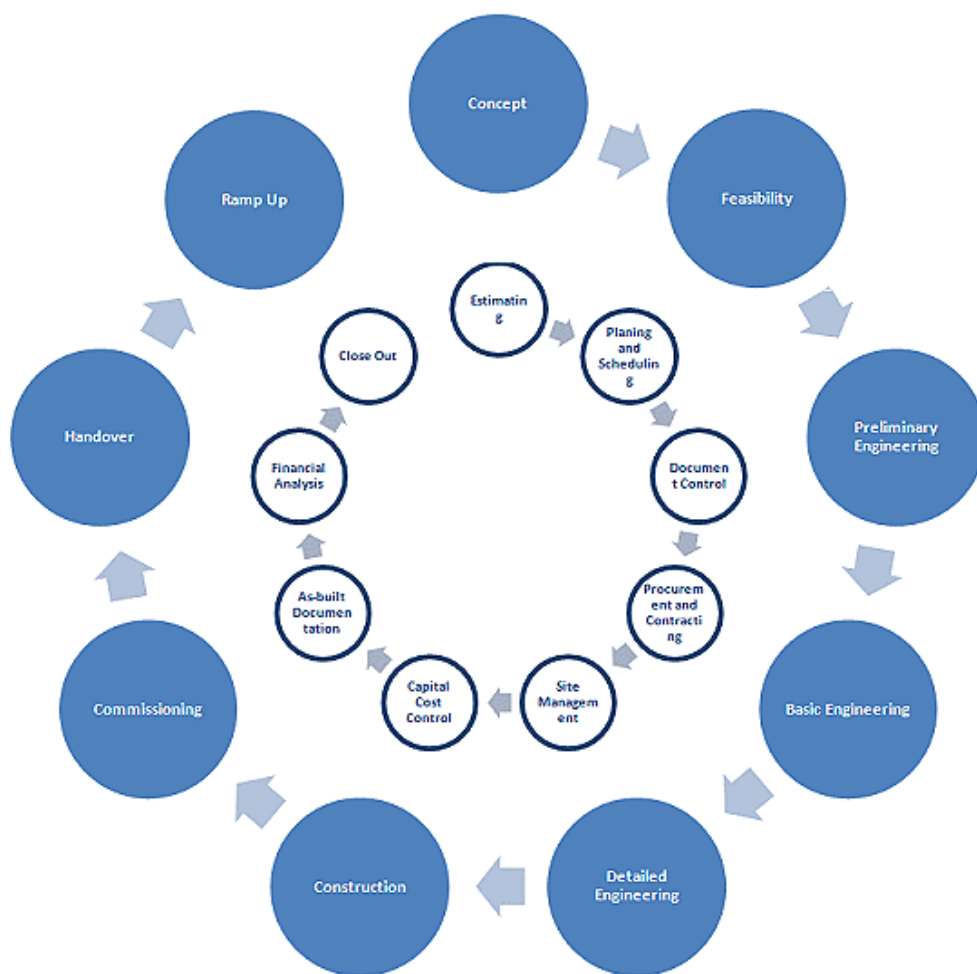 Concept
Feasibility
Preliminary
Engineering
Basic Engineering
Detailed
Engineering
Construction
Commissioning
Handover
Ramp Up
Estimatin
g
Planing
and
Schedulin
g
Documen
t Control
Procurem
ent and
Contracti
ng
Site
Managem
ent
Capital
Cost
Control
As-built
Documen
tation
Financial
Analysis
Close Out